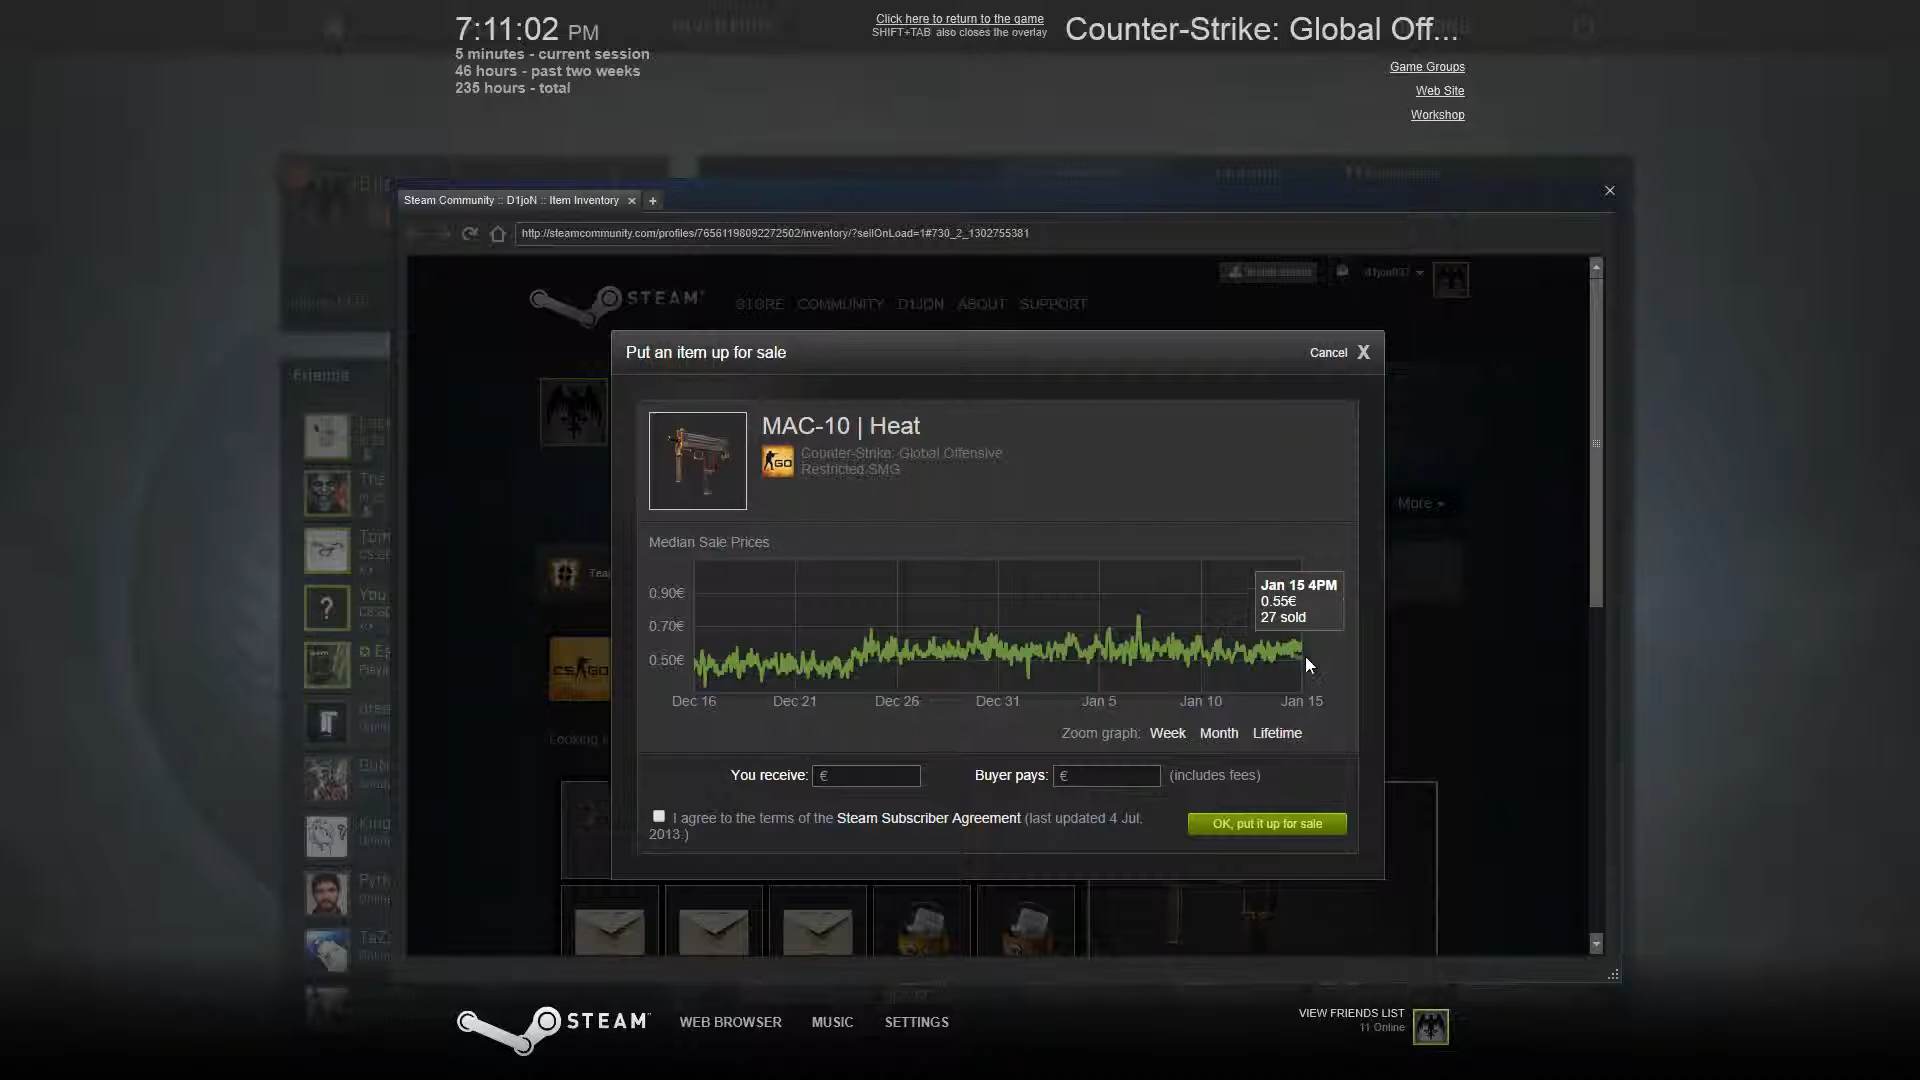 7:11:02 PM
5 minutes - current session
46 hours - past two weeks
235 hours - total
Click here to return to the game
SHIFT+TAB also closes the overlay
Counter-Strike: Global Off...
Game Groups
Web Site
Workshop
Steam Community :: D1joN :: Item Inventory
http://steamcommunity.com/profiles/76561198092272502/inventory/?sellOnLoad=1#730_2_1302755381
STEAM
STORE COMMUNITY D1JON ABOUT SUPPORT
Friends
Put an item up for sale
Cancel X
MAC-10 | Heat
Counter-Strike: Global Offensive
Restricted SMG
More
Median Sale Prices
0.90€
0.70€
0.50€
Jan 15 4PM
0.55€
27 sold
Dec 16 Dec 21 Dec 26 Dec 31 Jan 5 Jan 10 Jan 15
Zoom graph: Week Month Lifetime
You receive: €
Buyer pays: € (includes fees)
I agree to the terms of the Steam Subscriber Agreement (last updated 4 Jul, 2013.)
OK, put it up for sale
STEAM
WEB BROWSER MUSIC SETTINGS
VIEW FRIENDS LIST
11 Online